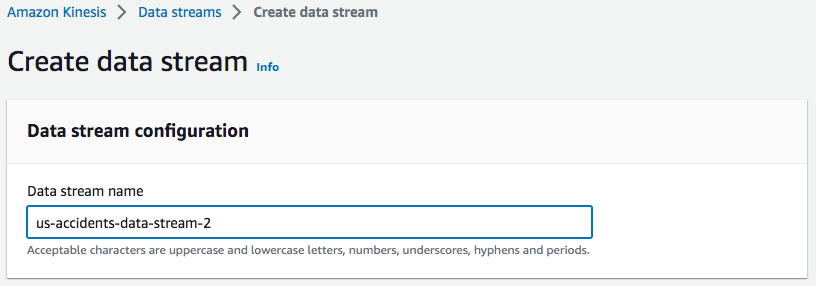 Amazon Kinesis > Data streams > Create data stream
Create data stream Info
Data stream configuration
Data stream name
us-accidents-data-stream-2
Acceptable characters are uppercase and lowercase letters, numbers, underscores, hyphens and periods.